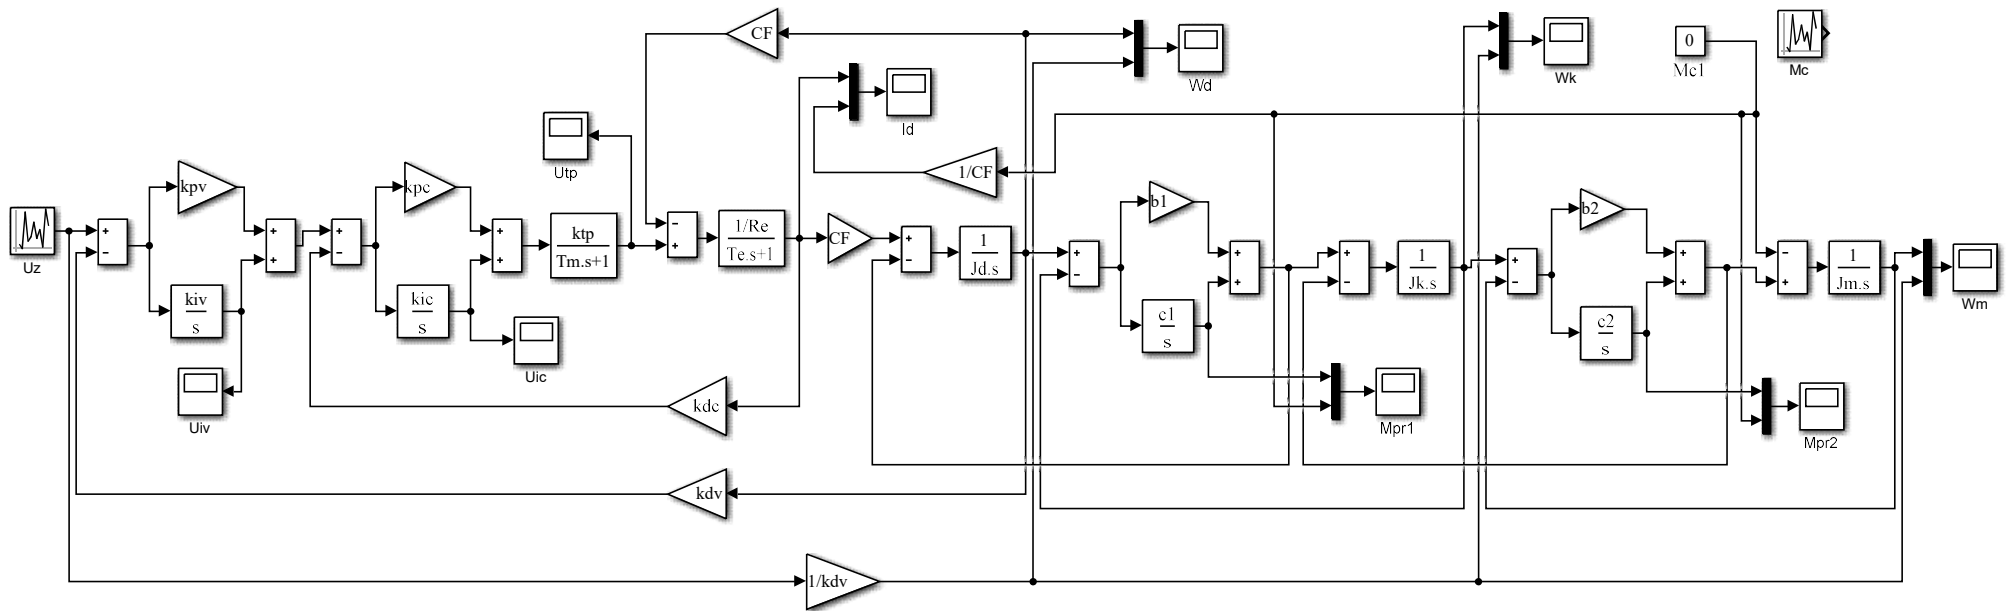 CF
Wd
Wk
0
Mc1
Mc
Id
Utp
1/CF
kpv
kpc
b1
b2
Uz
+
−
kiv
s
+
+
+
−
kic
s
+
+
ktp
Tm.s+1
−
+
1/Re
Te.s+1
CF
+
−
1
Jd.s
+
−
c1
s
+
+
+
−
1
Jk.s
+
−
c2
s
+
+
−
+
1
Jm.s
Wm
Uiv
Uic
kdc
Mpr1
Mpr2
kdv
1/kdv